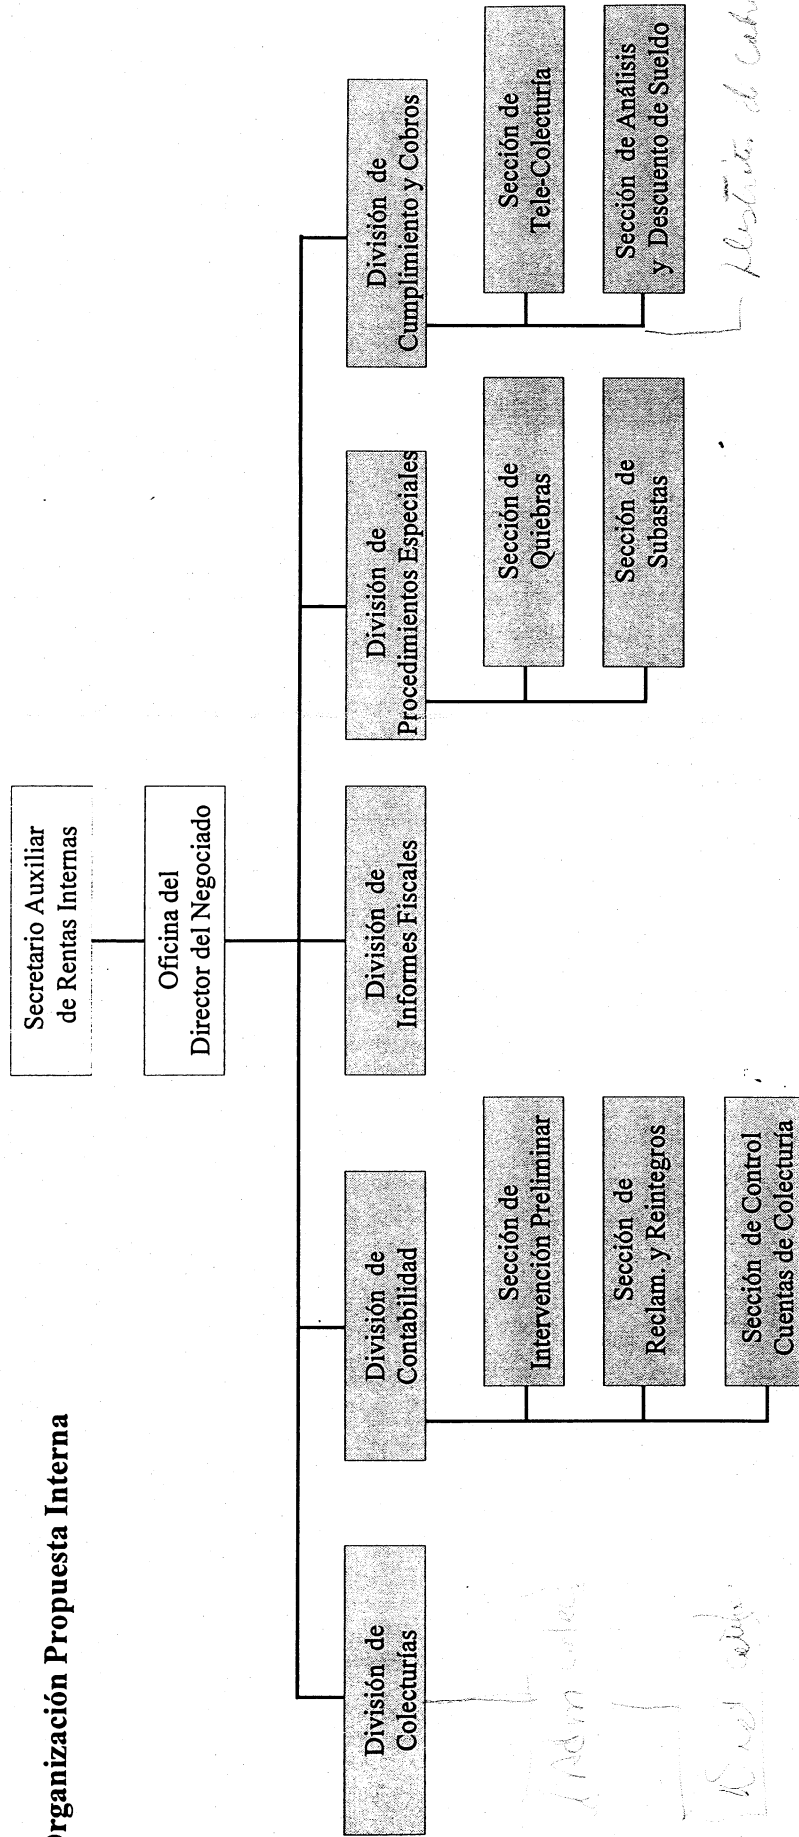 Organización Propuesta Interna
Secretario Auxiliar
de Rentas Internas
Oficina del
Director del Negociado
División de
Colecturías
División de
Contabilidad
División de
Informes Fiscales
División de
Procedimientos Especiales
División de
Cumplimiento y Cobros
Sección de
Intervención Preliminar
Sección de
Reclam. y Reintegros
Sección de Control
Cuentas de Colecturía
Sección de
Quiebras
Sección de
Subastas
Sección de
Tele-Colecturía
Sección de Análisis
y Descuento de Sueldo